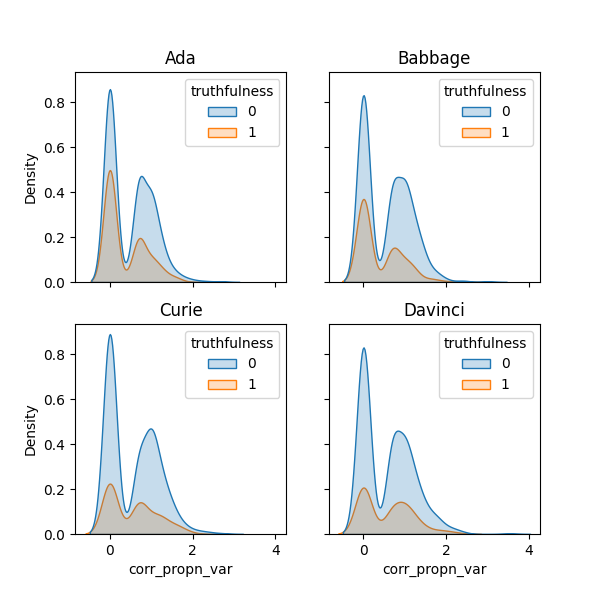 Ada
Babbage
truthfulness
0
1
truthfulness
0
1
Density
0.8
0.6
0.4
0.2
0.0
Curie
Davinci
truthfulness
0
1
truthfulness
0
1
Density
0.8
0.6
0.4
0.2
0.0
0 2 4
0 2 4
corr_propn_var
corr_propn_var